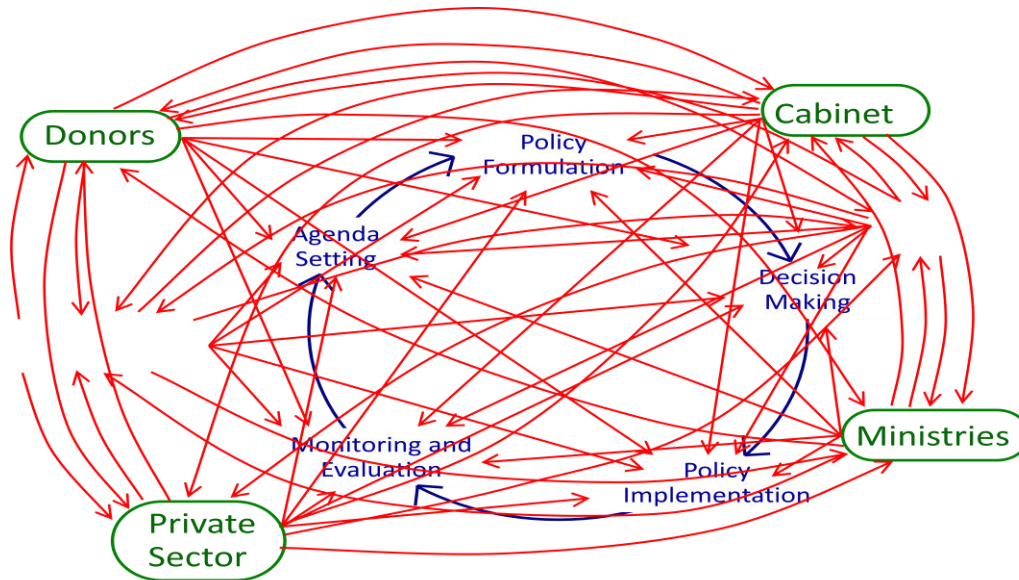 Donors
Cabinet
Policy
Formulation
Agenda
Setting
Decision
Making
Ministries
Monitoring and
Evaluation
Policy
Implementation
Private
Sector